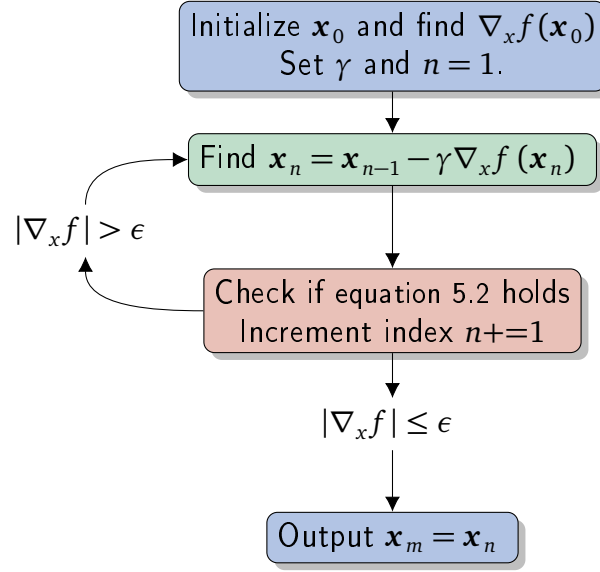 Initialize 𝒙₀ and find ∇ₓf(𝒙₀)
Set γ and n = 1.
Find 𝒙ₙ = 𝒙ₙ₋₁ − γ∇ₓf (𝒙ₙ)
|∇ₓf| > ϵ
Check if equation 5.2 holds
Increment index n+=1
|∇ₓf| ≤ ϵ
Output 𝒙ₘ = 𝒙ₙ